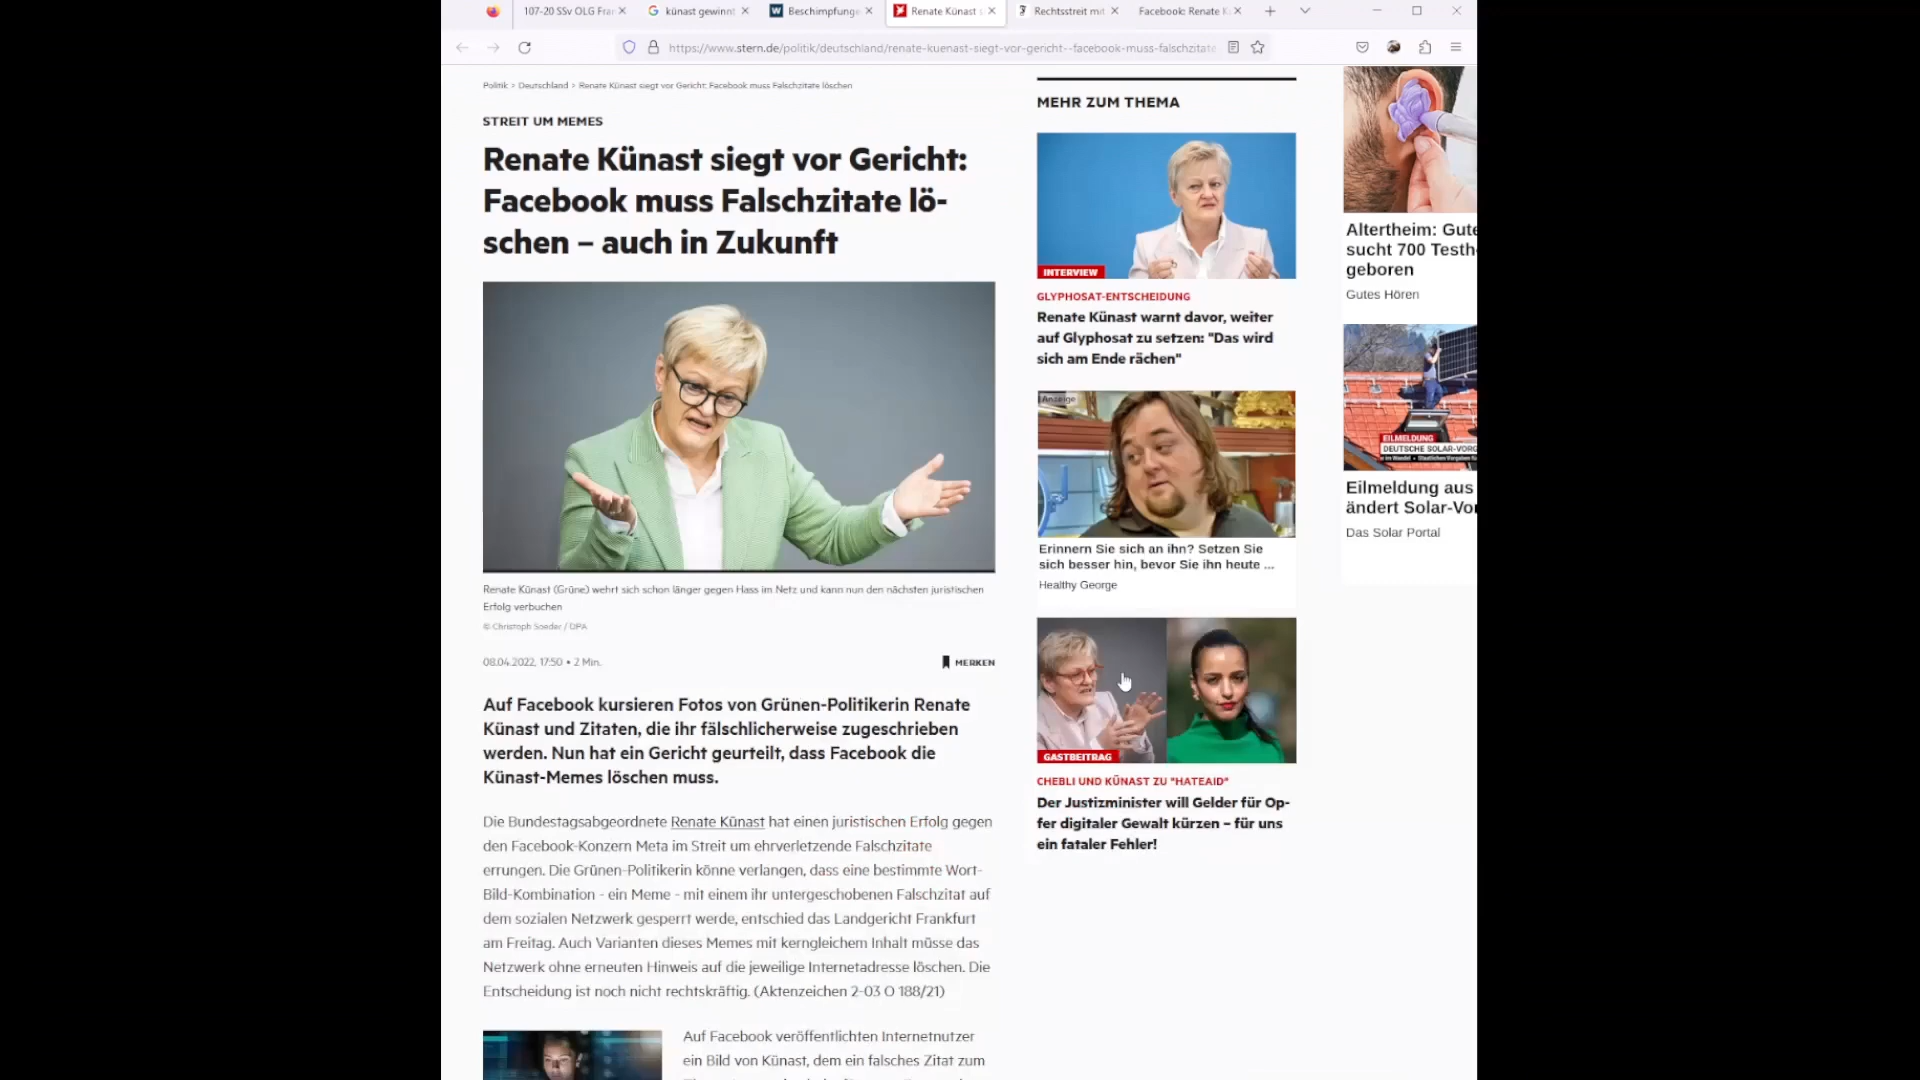 107-20 SSv OLG Fra
künast gewinnt
Beschimpfunge
Renate Künast s
Rechtsstreit mit
Facebook: Renate K
https://www.stern.de/politik/deutschland/renate-kuenast-siegt-vor-gericht--facebook-muss-falschzitate
Politik > Deutschland > Renate Künast siegt vor Gericht: Facebook muss Falschzitate löschen
STREIT UM MEMES
Renate Künast siegt vor Gericht:
Facebook muss Falschzitate lö-
schen – auch in Zukunft
Renate Künast (Grüne) wehrt sich schon länger gegen Hass im Netz und kann nun den nächsten juristischen
Erfolg verbuchen
© Christoph Soeder / DPA
08.04.2022, 17:50 • 2 Min.
MERKEN
Auf Facebook kursieren Fotos von Grünen-Politikerin Renate
Künast und Zitaten, die ihr fälschlicherweise zugeschrieben
werden. Nun hat ein Gericht geurteilt, dass Facebook die
Künast-Memes löschen muss.
Die Bundestagsabgeordnete Renate Künast hat einen juristischen Erfolg gegen
den Facebook-Konzern Meta im Streit um ehrverletzende Falschzitate
errungen. Die Grünen-Politikerin könne verlangen, dass eine bestimmte Wort-
Bild-Kombination - ein Meme - mit einem ihr untergeschobenen Falschzitat auf
dem sozialen Netzwerk gesperrt werde, entschied das Landgericht Frankfurt
am Freitag. Auch Varianten dieses Memes mit kerngleichem Inhalt müsse das
Netzwerk ohne erneuten Hinweis auf die jeweilige Internetadresse löschen. Die
Entscheidung ist noch nicht rechtskräftig. (Aktenzeichen 2-03 O 188/21)
Auf Facebook veröffentlichten Internetnutzer
ein Bild von Künast, dem ein falsches Zitat zum
MEHR ZUM THEMA
INTERVIEW
GLYPHOSAT-ENTSCHEIDUNG
Renate Künast warnt davor, weiter
auf Glyphosat zu setzen: "Das wird
sich am Ende rächen"
Anzeige
Erinnern Sie sich an ihn? Setzen Sie
sich besser hin, bevor Sie ihn heute ...
Healthy George
GASTBEITRAG
CHEBLI UND KÜNAST ZU "HATEAID"
Der Justizminister will Gelder für Op-
fer digitaler Gewalt kürzen – für uns
ein fataler Fehler!
Altertheim: Gute
sucht 700 Testh
geboren
Gutes Hören
EILMELDUNG
DEUTSCHE SOLAR-VORG
Eilmeldung aus
ändert Solar-Vor
Das Solar Portal